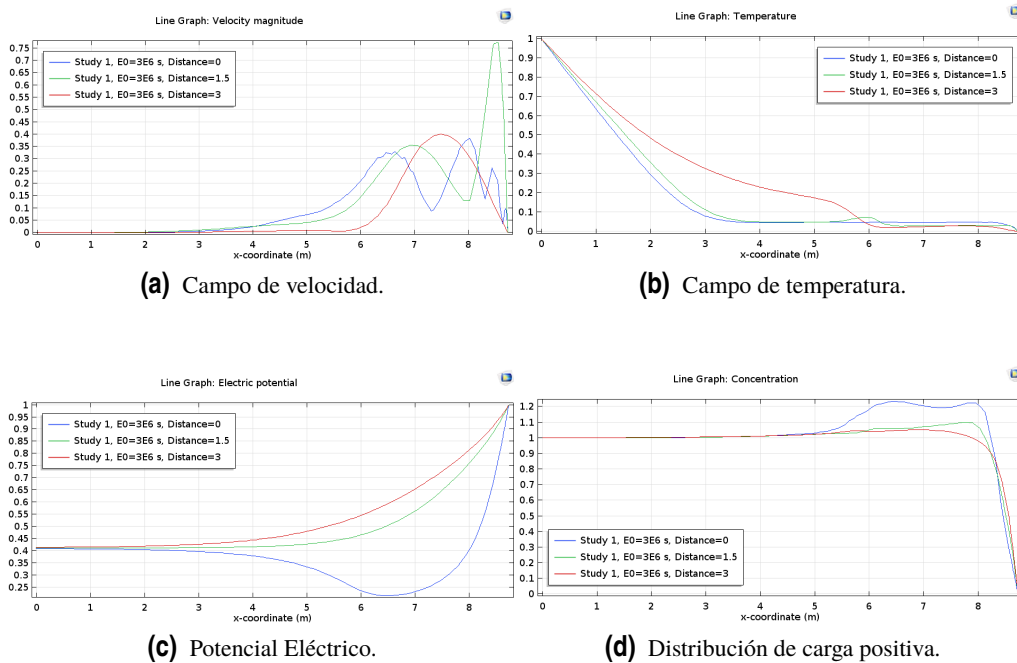 Line Graph: Velocity magnitude
0.75
0.7
0.65
0.6
0.55
0.5
0.45
0.4
0.35
0.3
0.25
0.2
0.15
0.1
0.05
0
Study 1, E0=3E6 s, Distance=0
Study 1, E0=3E6 s, Distance=1.5
Study 1, E0=3E6 s, Distance=3
0 1 2 3 4 5 6 7 8
x-coordinate (m)
(a) Campo de velocidad.
Line Graph: Temperature
1
0.9
0.8
0.7
0.6
0.5
0.4
0.3
0.2
0.1
0
Study 1, E0=3E6 s, Distance=0
Study 1, E0=3E6 s, Distance=1.5
Study 1, E0=3E6 s, Distance=3
0 1 2 3 4 5 6 7 8
x-coordinate (m)
(b) Campo de temperatura.
Line Graph: Electric potential
1
0.95
0.9
0.85
0.8
0.75
0.7
0.65
0.6
0.55
0.5
0.45
0.4
0.35
0.3
0.25
Study 1, E0=3E6 s, Distance=0
Study 1, E0=3E6 s, Distance=1.5
Study 1, E0=3E6 s, Distance=3
0 1 2 3 4 5 6 7 8
x-coordinate (m)
(c) Potencial Eléctrico.
Line Graph: Concentration
1.2
1.1
1
0.9
0.8
0.7
0.6
0.5
0.4
0.3
0.2
0.1
0
Study 1, E0=3E6 s, Distance=0
Study 1, E0=3E6 s, Distance=1.5
Study 1, E0=3E6 s, Distance=3
0 1 2 3 4 5 6 7 8
x-coordinate (m)
(d) Distribución de carga positiva.